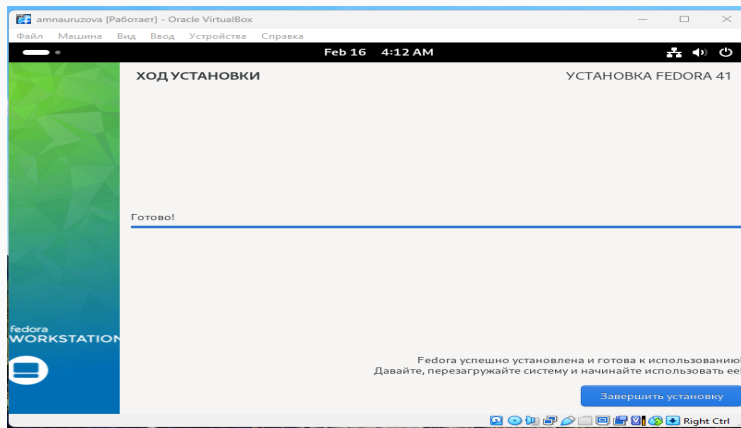 amnauruzova [Работает] - Oracle VirtualBox
Файл Машина Вид Ввод Устройства Справка
Feb 16 4:12 AM
ХОД УСТАНОВКИ
УСТАНОВКА FEDORA 41
Готово!
fedora
WORKSTATION
Fedora успешно установлена и готова к использованию!
Давайте, перезагружайте систему и начинайте использовать ее!
Завершить установку
Right Ctrl